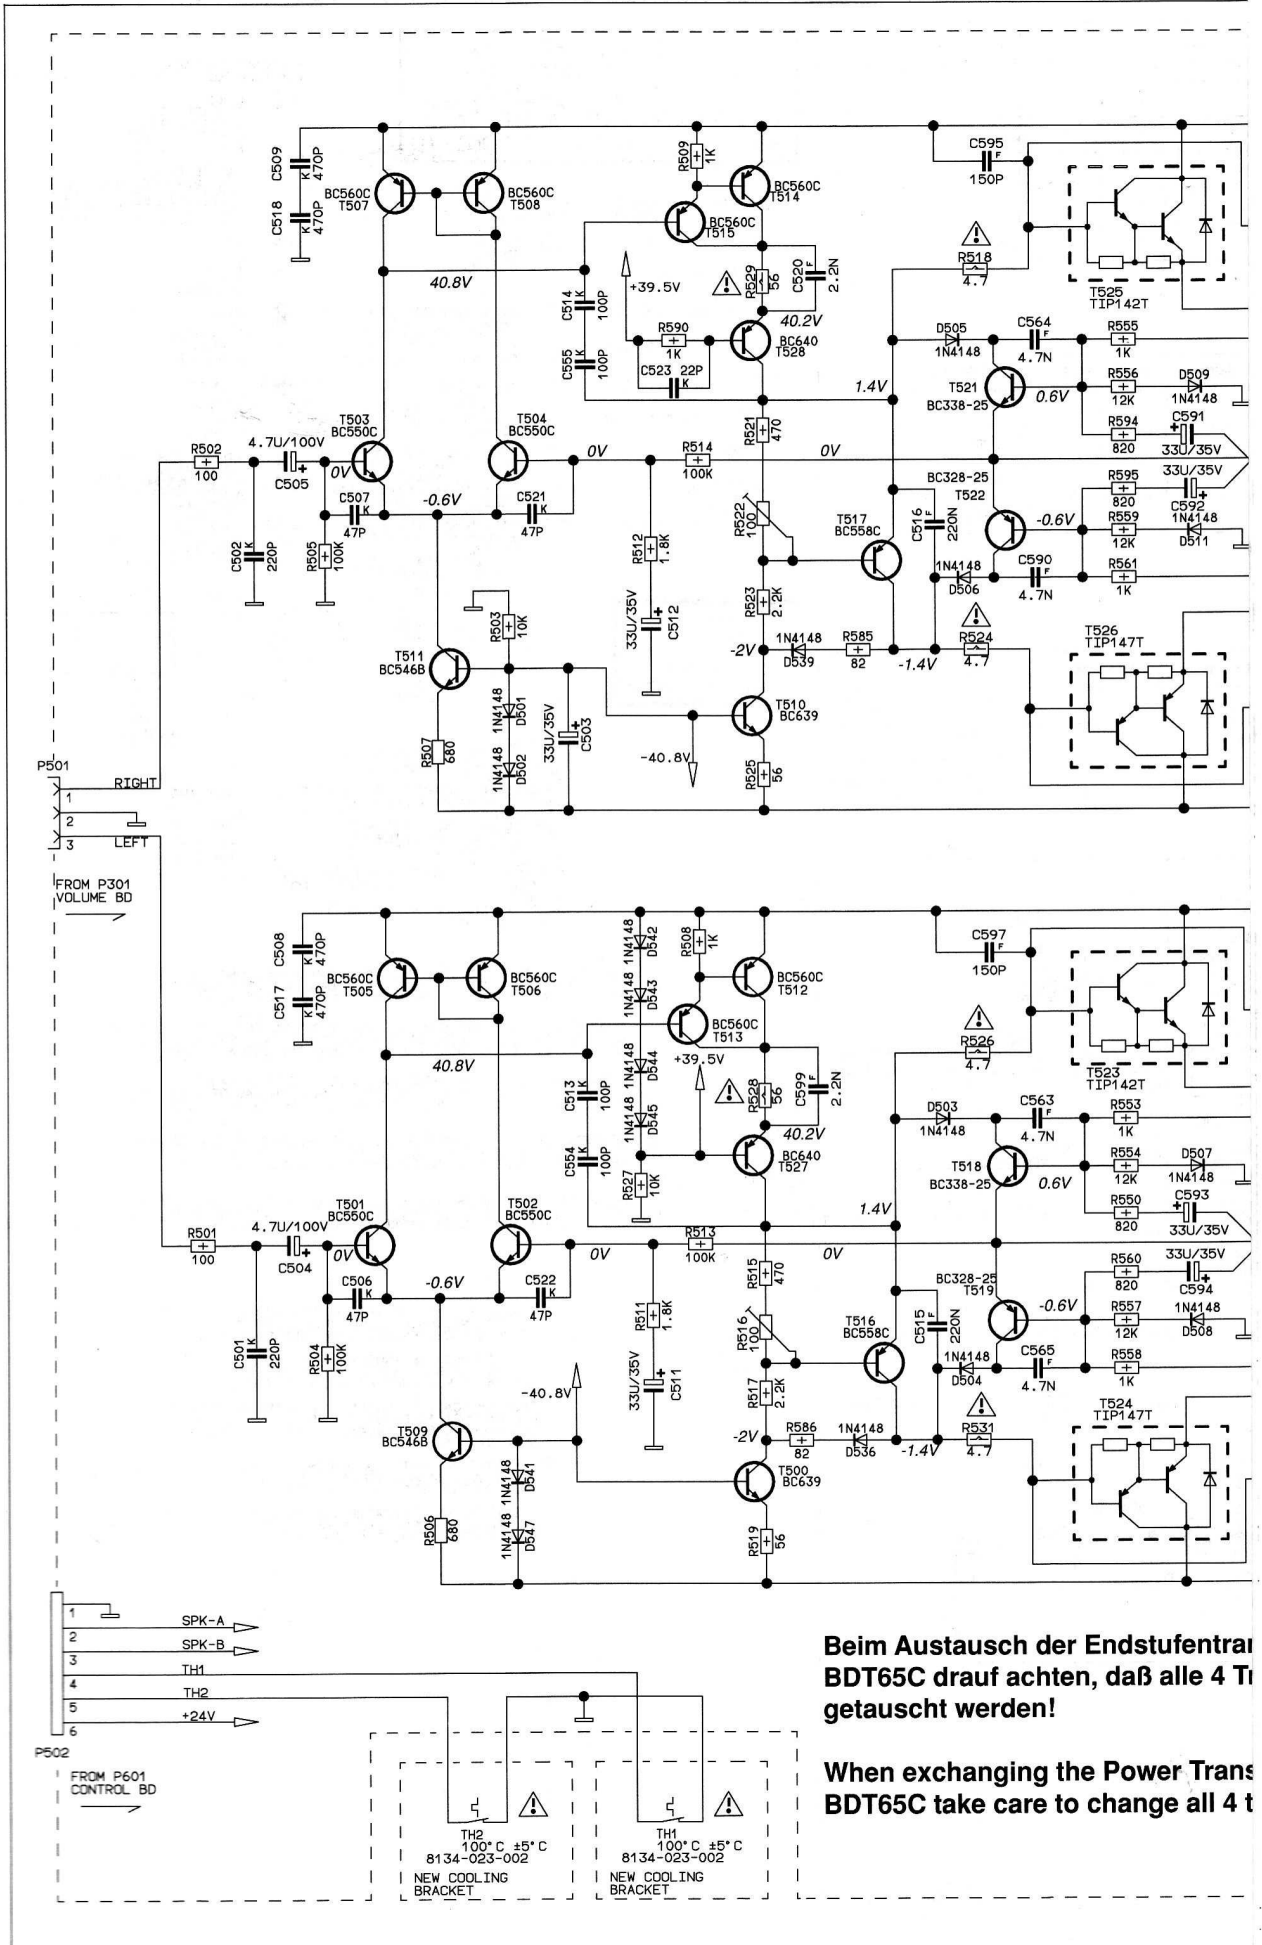 C509
K
470P
C518
K
470P
BC560C
T507
BC560C
T508
R509
1K
BC560C
T514
BC560C
T515
C595
F
150P
40.8V
+39.5V
C514
K
100P
C555
K
100P
R529
56
C520
F
2.2N
40.2V
R590
1K
C523 22P
K
BC640
T528
R518
4.7
T525
TIP142T
D505
1N4148
C564
F
4.7N
R555
1K
T521
BC338-25
0.6V
R556
12K
D509
1N4148
R594
820
C591
+
33U/35V
1.4V
R521
470
T503
BC550C
T504
BC550C
R502
100
4.7U/100V
+
C505
0V
0V
R514
100K
0V
C507
K
47P
-0.6V
C521
K
47P
C502
K
220P
R505
100K
R512
1.8K
R522
100
T517
BC558C
C516
F
220N
BC328-25
T522
-0.6V
R595
820
33U/35V
+
C592
R559
12K
1N4148
D511
1N4148
D506
C590
F
4.7N
R561
1K
R503
10K
33U/35V
+
C512
R523
2.2K
T511
BC546B
-2V
1N4148
D539
R585
82
-1.4V
R524
4.7
T526
TIP147T
1N4148
D501
1N4148
D502
33U/35V
+
C503
R507
680
T510
BC639
-40.8V
R525
56
P501
RIGHT
1
2
LEFT
3
FROM P301
VOLUME BD
C508
K
470P
C517
K
470P
BC560C
T505
BC560C
T506
1N4148
D542
1N4148
D543
1N4148
D544
1N4148
D545
R508
1K
BC560C
T512
BC560C
T513
C597
F
150P
40.8V
+39.5V
C513
K
100P
C554
K
100P
R528
56
C599
F
2.2N
40.2V
BC640
T527
R527
10K
R526
4.7
T523
TIP142T
D503
1N4148
C563
F
4.7N
R553
1K
T518
BC338-25
0.6V
R554
12K
D507
1N4148
R550
820
C593
+
33U/35V
1.4V
T501
BC550C
T502
BC550C
R501
100
4.7U/100V
+
C504
0V
0V
R513
100K
0V
R515
470
C506
K
47P
-0.6V
C522
K
47P
C501
K
220P
R504
100K
R511
1.8K
R516
100
T516
BC558C
C515
F
220N
BC328-25
T519
-0.6V
R560
820
33U/35V
+
C594
R557
12K
1N4148
D508
1N4148
D504
C565
F
4.7N
R558
1K
-40.8V
33U/35V
+
C511
R517
2.2K
T509
BC546B
-2V
R586
82
1N4148
D536
-1.4V
R531
4.7
T524
TIP147T
1N4148
D541
1N4148
D547
R506
680
T500
BC639
R519
56
1
SPK-A
2
SPK-B
3
TH1
4
TH2
5
+24V
6
P502
FROM P601
CONTROL BD
TH2
100°C ±5°C
8134-023-002
NEW COOLING
BRACKET
TH1
100°C ±5°C
8134-023-002
NEW COOLING
BRACKET
Beim Austausch der Endstufentra
BDT65C drauf achten, daß alle 4 T
getauscht werden!
When exchanging the Power Trans
BDT65C take care to change all 4 t